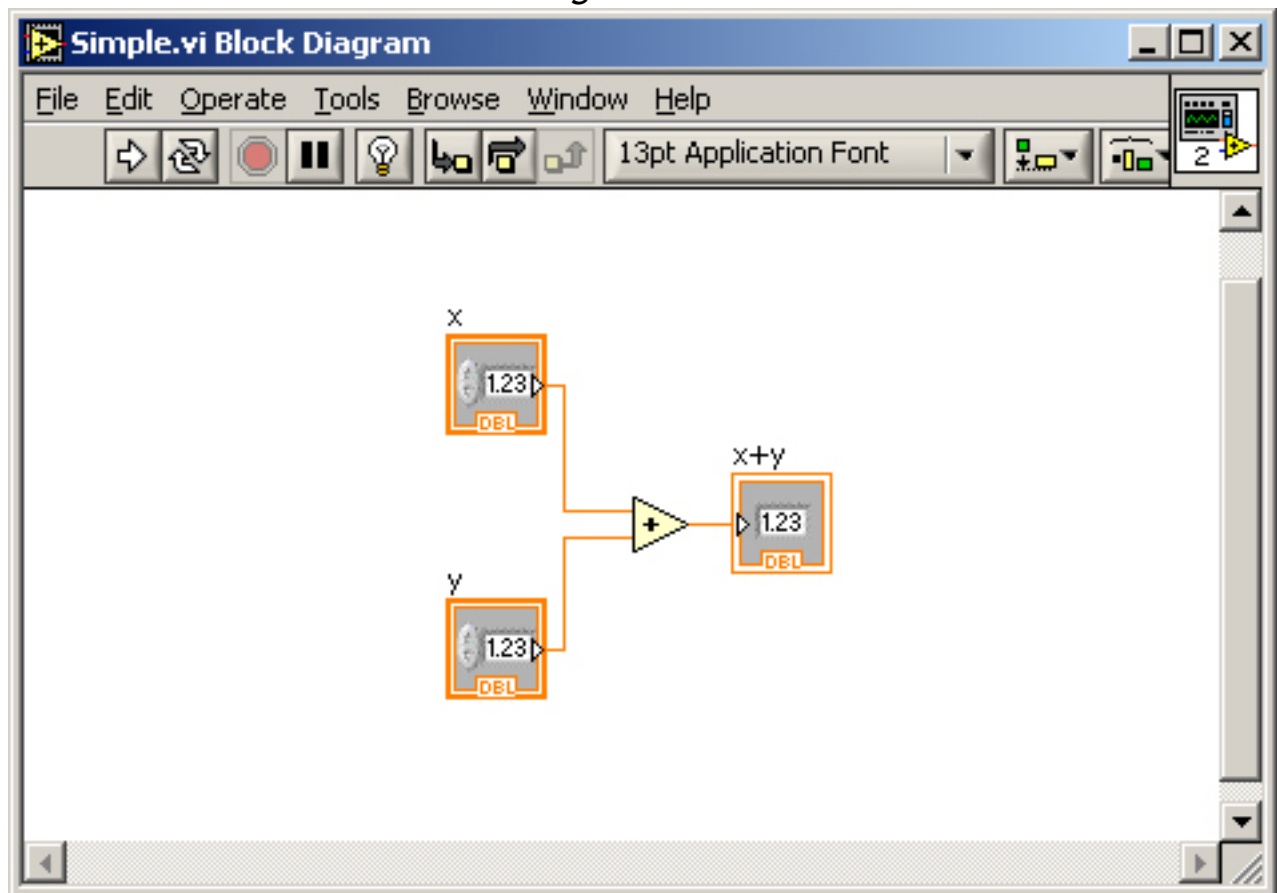 Simple.vi Block Diagram
File Edit Operate Tools Browse Window Help
13pt Application Font
2
x
1.23
DBL
x+y
1.23
DBL
y
1.23
DBL